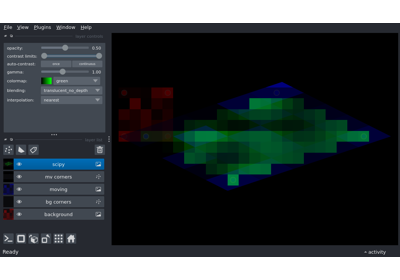 File View Plugins Window Help
opacity: 0.50
contrast limits:
auto-contrast: once continuous
gamma: 1.00
colormap: green
blending: translucent_no_depth
interpolation: nearest
scipy
mv corners
moving
bg corners
background
Ready
activity